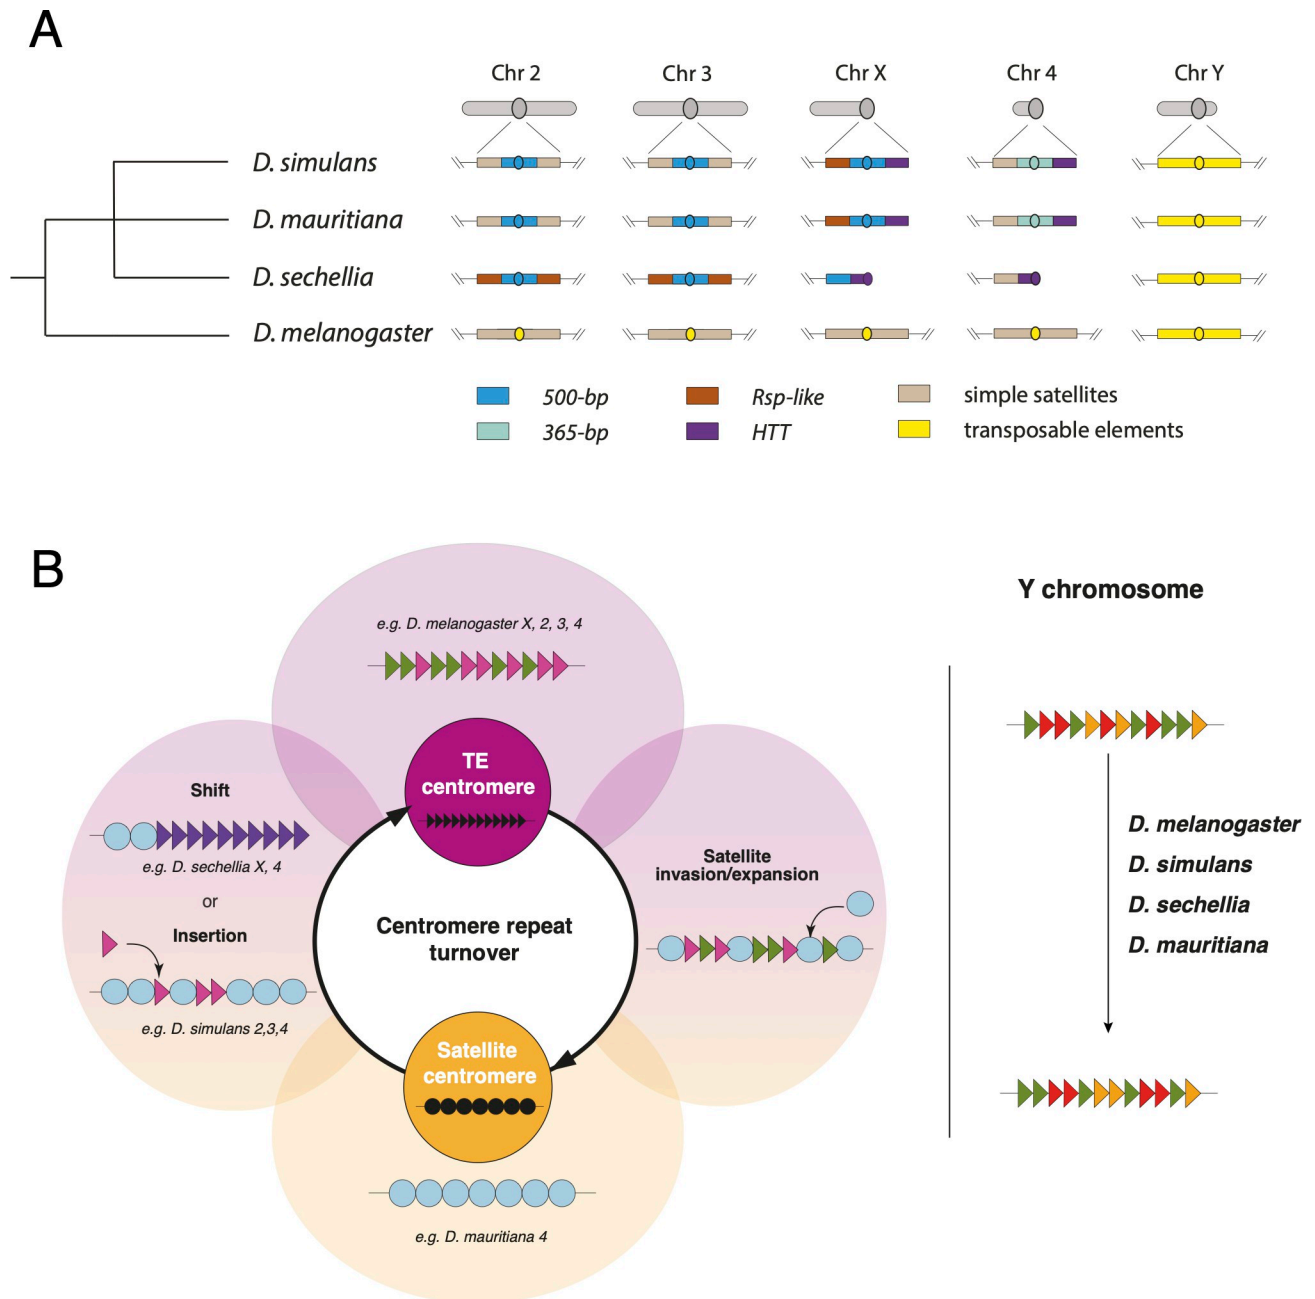 A
Chr 2
Chr 3
Chr X
Chr 4
Chr Y
D. simulans
D. mauritiana
D. sechellia
D. melanogaster
500-bp
Rsp-like
simple satellites
365-bp
HTT
transposable elements
B
e.g. D. melanogaster X, 2, 3, 4
TE
centromere
Shift
e.g. D. sechellia X, 4
or
Insertion
e.g. D. simulans 2,3,4
Centromere repeat
turnover
Satellite
invasion/expansion
Satellite
centromere
e.g. D. mauritiana 4
Y chromosome
D. melanogaster
D. simulans
D. sechellia
D. mauritiana